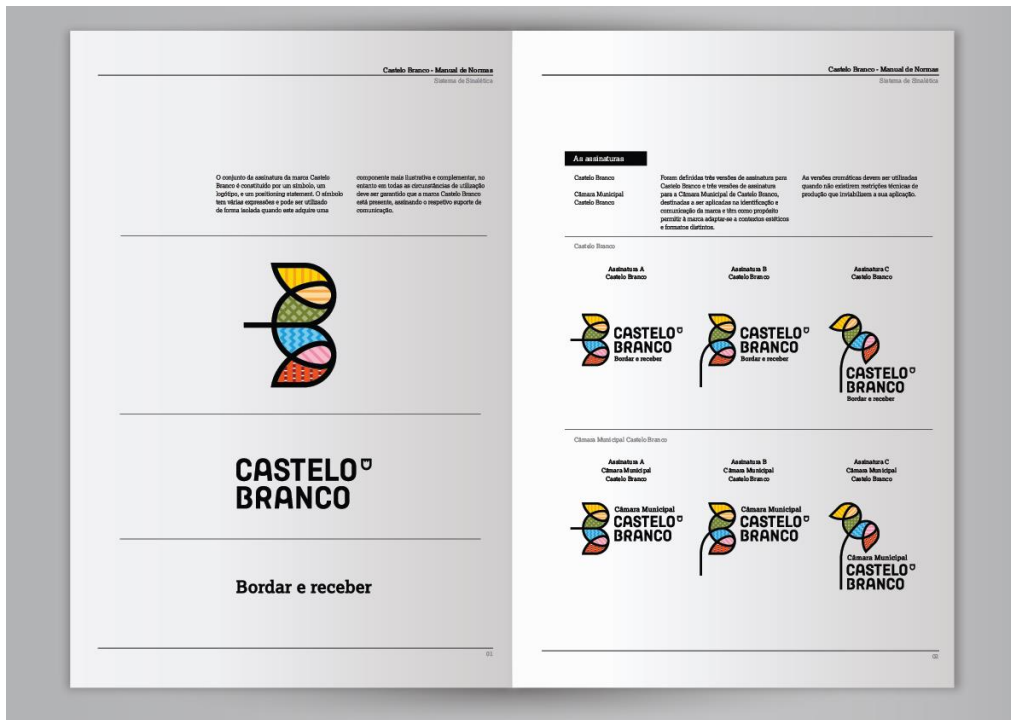 Castelo Branco - Manual de Normas
Sistema de Sinalética
O conjunto da assinatura da marca Castelo
Branco é constituído por um símbolo, um
logótipo, e um positioning statement. O símbolo
tem várias expressões e pode ser utilizado
de forma isolada quando este adquire uma
componente mais ilustrativa e complementar, no
entanto em todas as circunstâncias de utilização
deve ser garantido que a marca Castelo Branco
está presente, assinando o respetivo suporte de
comunicação.
CASTELO
BRANCO
Bordar e receber
Castelo Branco - Manual de Normas
Sistema de Sinalética
As assinaturas
Castelo Branco
Câmara Municipal
Castelo Branco
Foram definidas três versões de assinatura para
Castelo Branco e três versões de assinatura
para a Câmara Municipal de Castelo Branco,
destinadas a ser aplicadas na identificação e
comunicação da marca e têm como propósito
permitir à marca adaptar-se a contextos estéticos
e formatos distintos.
As versões cromáticas devem ser utilizadas
quando não existirem restrições técnicas de
produção que inviabilizem a sua aplicação.
Castelo Branco
Assinatura A
Castelo Branco
Assinatura B
Castelo Branco
Assinatura C
Castelo Branco
CASTELO
BRANCO
Bordar e receber
CASTELO
BRANCO
Bordar e receber
CASTELO
BRANCO
Bordar e receber
Câmara Municipal Castelo Branco
Assinatura A
Câmara Municipal
Castelo Branco
Assinatura B
Câmara Municipal
Castelo Branco
Assinatura C
Câmara Municipal
Castelo Branco
Câmara Municipal
CASTELO
BRANCO
Câmara Municipal
CASTELO
BRANCO
Câmara Municipal
CASTELO
BRANCO